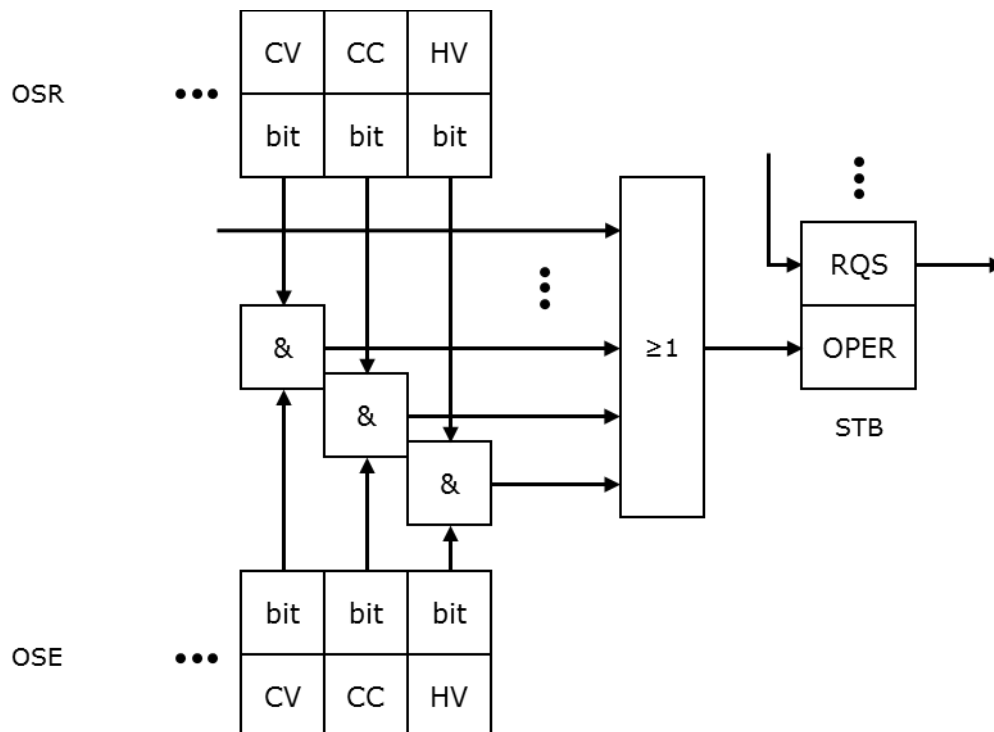 CV CC HV
OSR
bit bit bit
RQS
& ≥1 OPER
&
STB
&
bit bit bit
OSE
CV CC HV